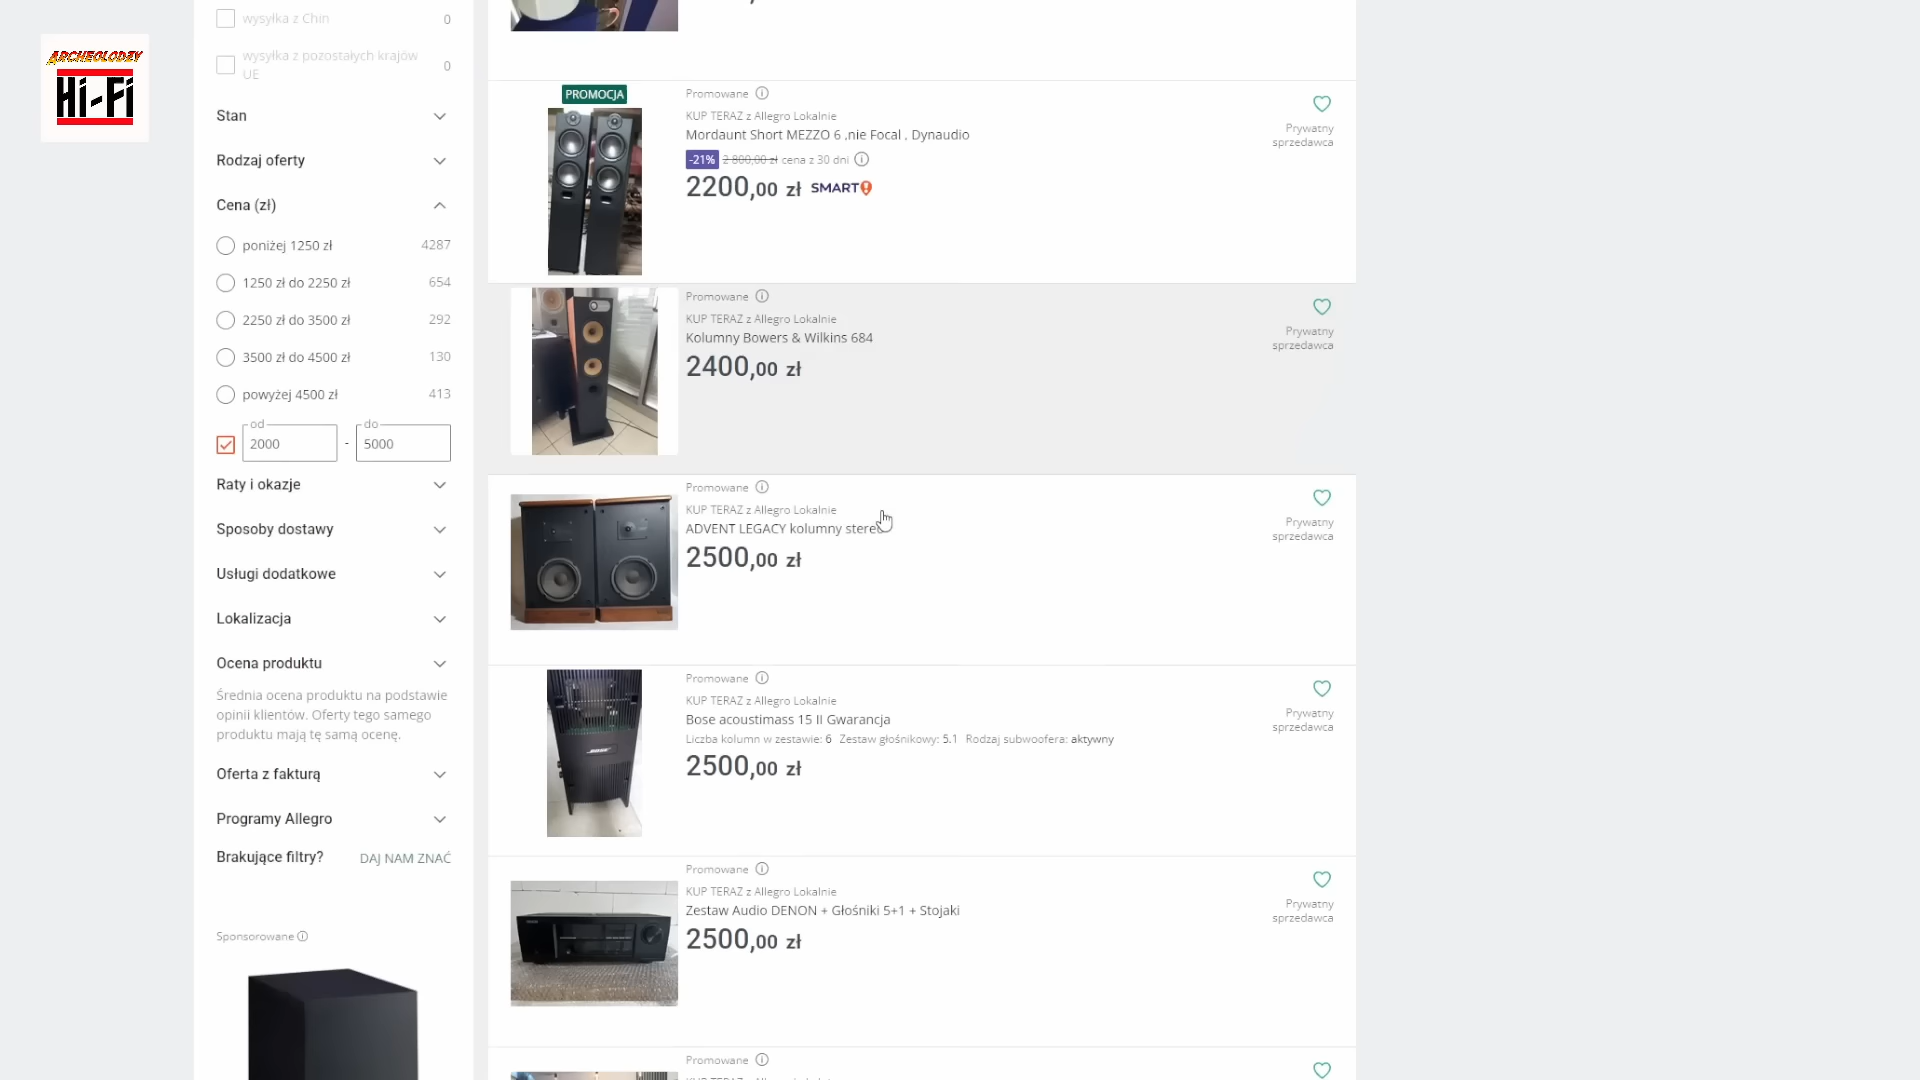 ARCHEOLODZY
Hi-Fi
wysyłka z Chin
0
wysyłka z pozostałych krajów
UE
0
Stan
Rodzaj oferty
Cena (zł)
poniżej 1250 zł
4287
1250 zł do 2250 zł
654
2250 zł do 3500 zł
292
3500 zł do 4500 zł
130
powyżej 4500 zł
413
od
2000
-
do
5000
Raty i okazje
Sposoby dostawy
Usługi dodatkowe
Lokalizacja
Ocena produktu
Średnia ocena produktu na podstawie
opinii klientów. Oferty tego samego
produktu mają tę samą ocenę.
Oferta z fakturą
Programy Allegro
Brakujące filtry?
DAJ NAM ZNAĆ
Sponsorowane
PROMOCJA
Promowane
KUP TERAZ z Allegro Lokalnie
Mordaunt Short MEZZO 6 ,nie Focal , Dynaudio
-21% 2 800,00 zł cena z 30 dni
2200,00 zł SMART!
Prywatny
sprzedawca
Promowane
KUP TERAZ z Allegro Lokalnie
Kolumny Bowers & Wilkins 684
2400,00 zł
Prywatny
sprzedawca
Promowane
KUP TERAZ z Allegro Lokalnie
ADVENT LEGACY kolumny stereo
2500,00 zł
Prywatny
sprzedawca
Promowane
KUP TERAZ z Allegro Lokalnie
Bose acoustimass 15 II Gwarancja
Liczba kolumn w zestawie: 6 Zestaw głośnikowy: 5.1 Rodzaj subwoofera: aktywny
2500,00 zł
Prywatny
sprzedawca
BOSE
Promowane
KUP TERAZ z Allegro Lokalnie
Zestaw Audio DENON + Głośniki 5+1 + Stojaki
2500,00 zł
Prywatny
sprzedawca
Promowane